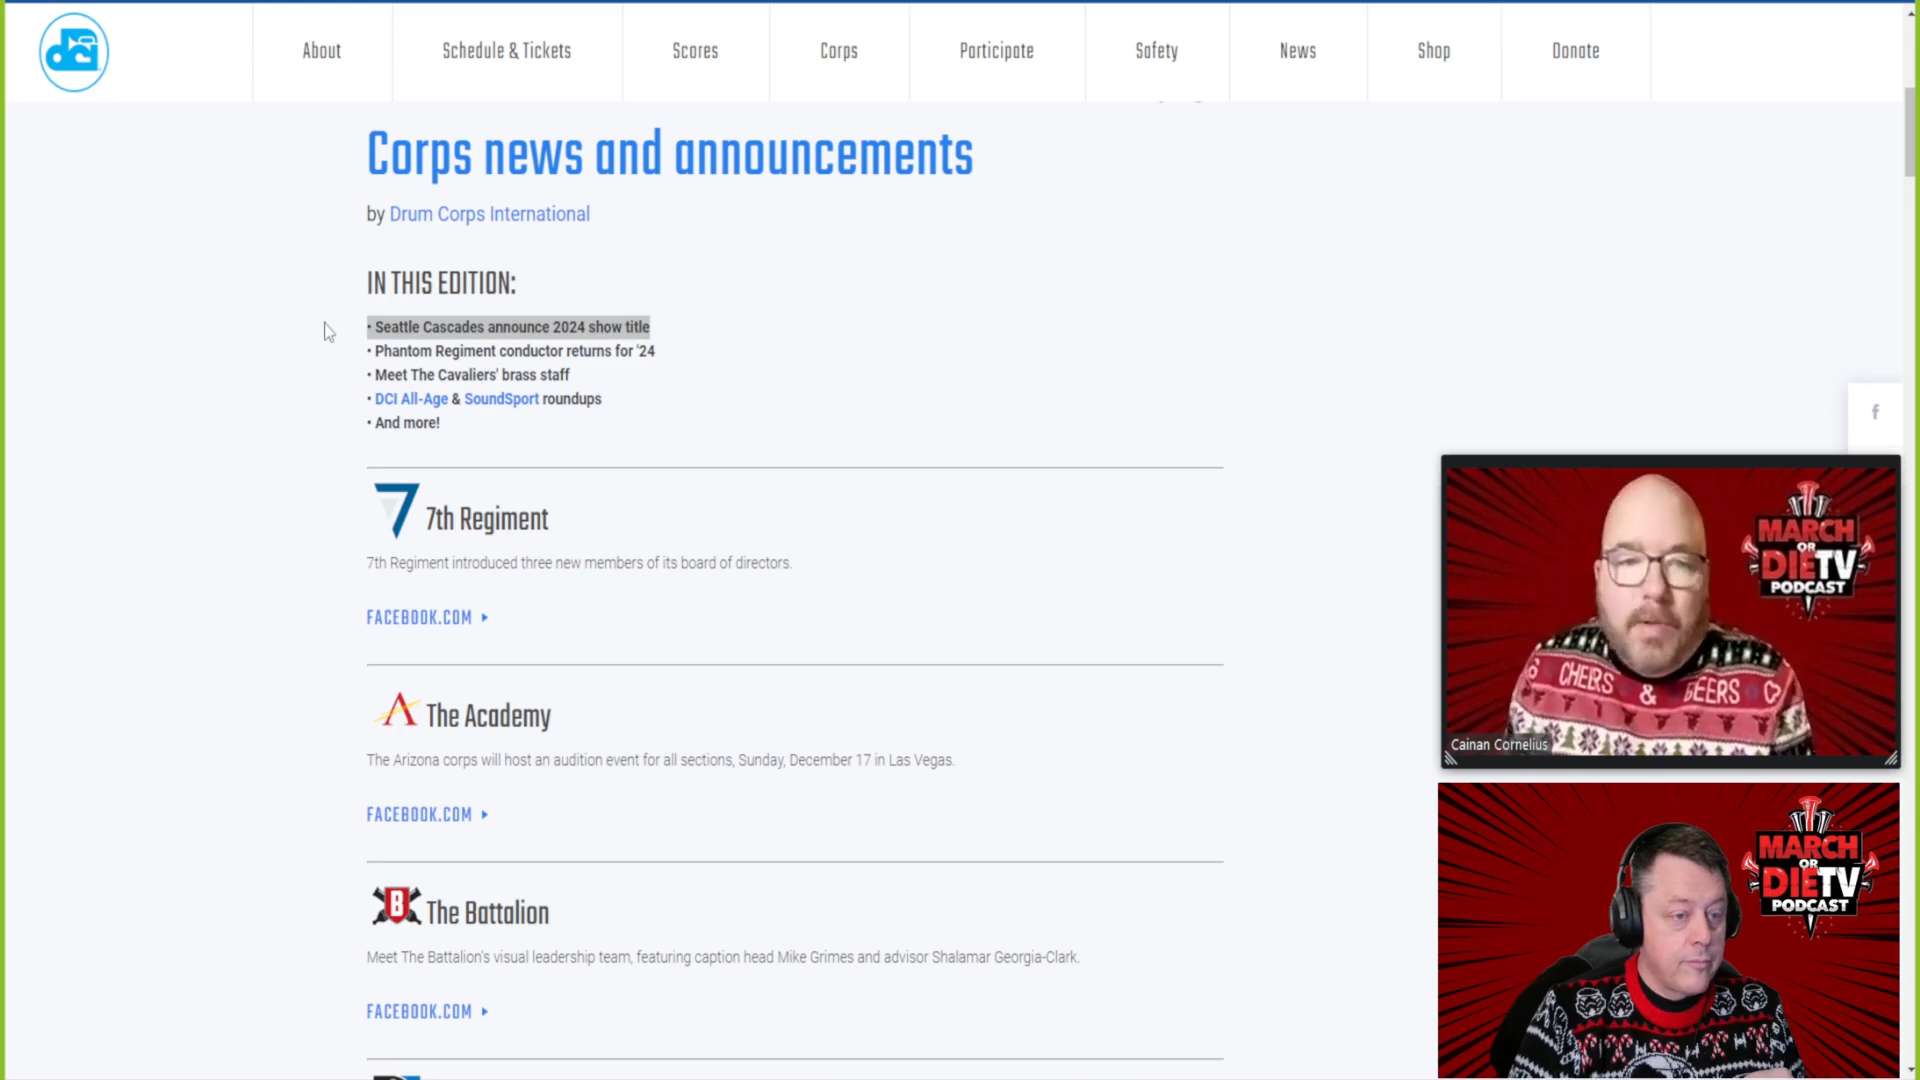 dci
About
Schedule & Tickets
Scores
Corps
Participate
Safety
News
Shop
Donate
Corps news and announcements
by Drum Corps International
IN THIS EDITION:
• Seattle Cascades announce 2024 show title
• Phantom Regiment conductor returns for '24
• Meet The Cavaliers' brass staff
• DCI All-Age & SoundSport roundups
• And more!
7 7th Regiment
7th Regiment introduced three new members of its board of directors.
FACEBOOK.COM
The Academy
The Arizona corps will host an audition event for all sections, Sunday, December 17 in Las Vegas.
FACEBOOK.COM
B The Battalion
Meet The Battalion's visual leadership team, featuring caption head Mike Grimes and advisor Shalamar Georgia-Clark.
FACEBOOK.COM
f
MARCH
OR
DIETV
PODCAST
CHEERS & BEERS
Cainan Cornelius
MARCH
OR
DIETV
PODCAST